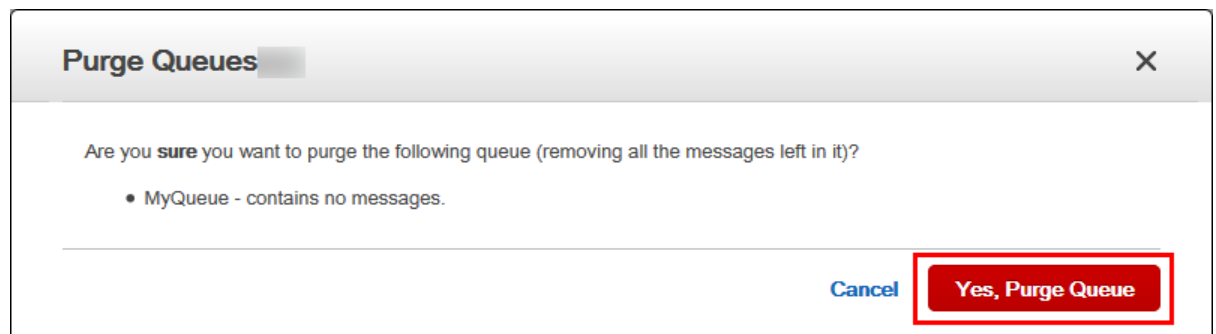 Purge Queues
Are you sure you want to purge the following queue (removing all the messages left in it)?
• MyQueue - contains no messages.
Cancel
Yes, Purge Queue